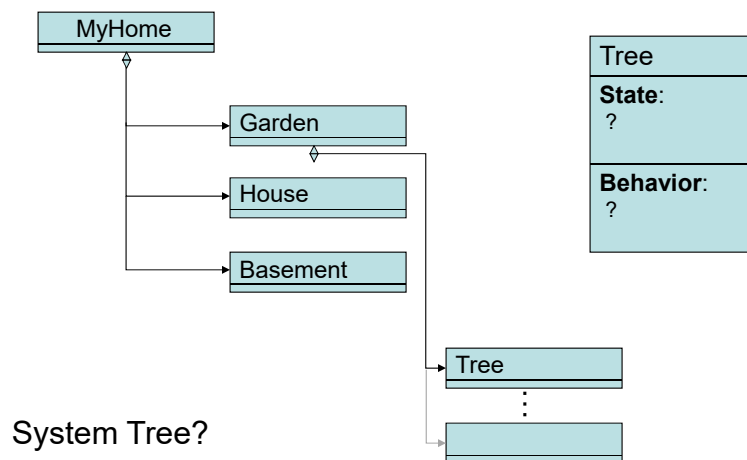 MyHome
Garden
House
Basement
Tree
System Tree?
Tree
State:
?
Behavior:
?